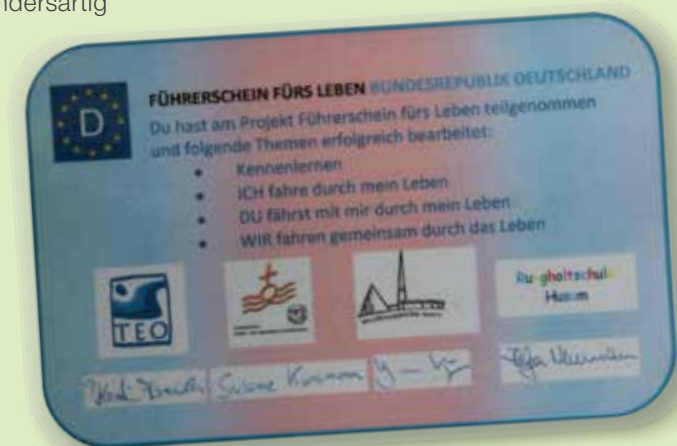 ndersartig
D
FÜHRERSCHEIN FÜRS LEBEN BUNDESREPUBLIK DEUTSCHLAND
Du hast am Projekt Führerschein fürs Leben teilgenommen
und folgende Themen erfolgreich bearbeitet:
• Kennenlernen
• ICH fahre durch mein Leben
• DU fährst mit mir durch mein Leben
• WIR fahren gemeinsam durch das Leben
TEO
Rungholtschule
Husum